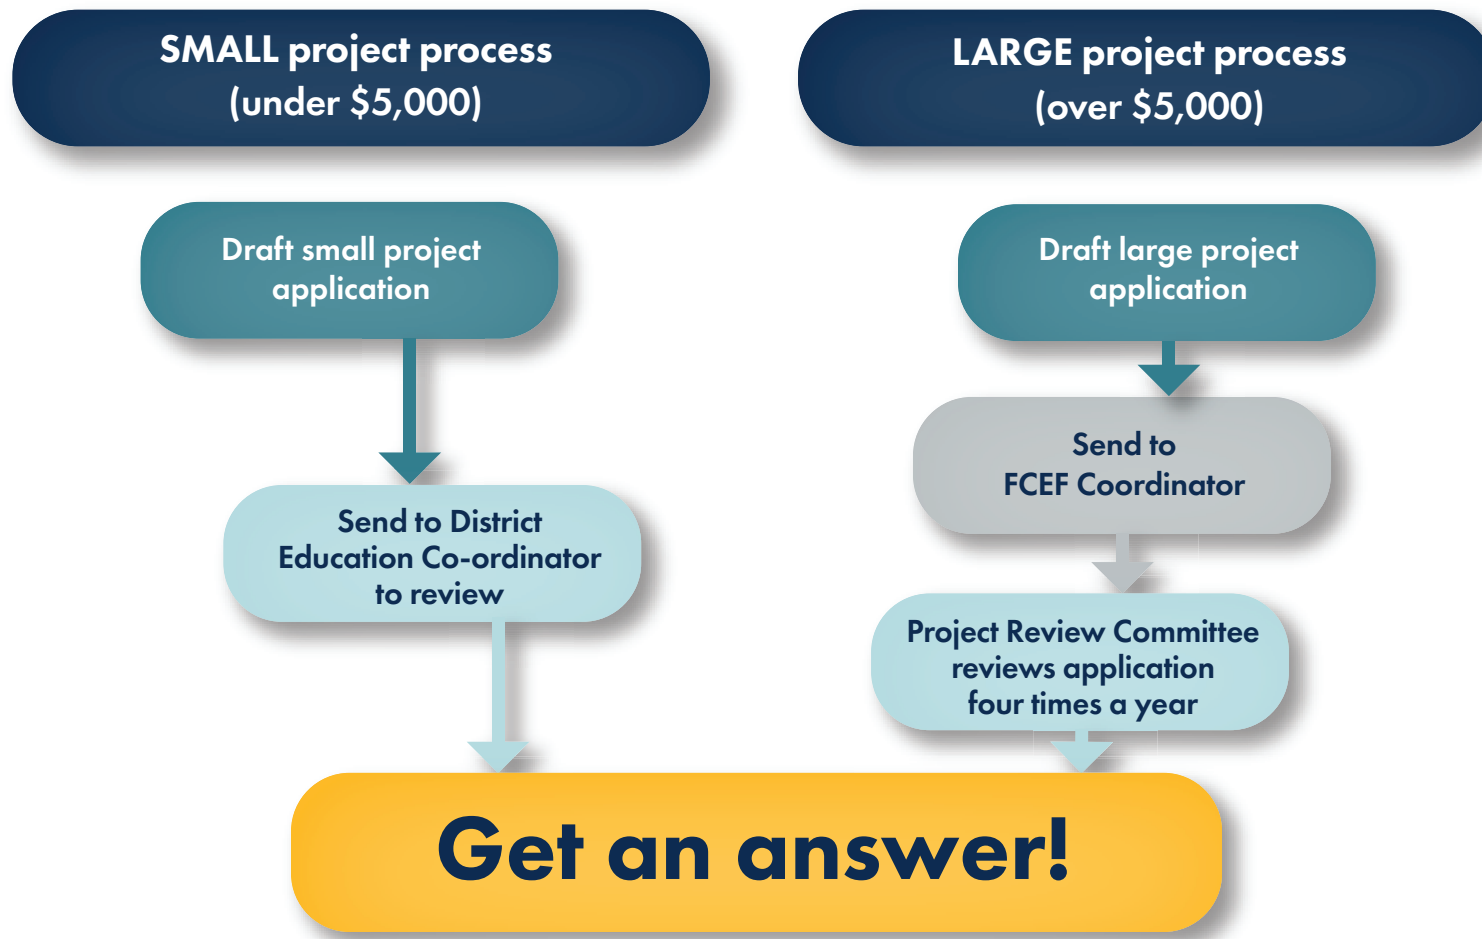 SMALL project process
(under $5,000)
Draft small project
application
Send to District
Education Co-ordinator
to review
LARGE project process
(over $5,000)
Draft large project
application
Send to
FCEF Coordinator
Project Review Committee
reviews application
four times a year
Get an answer!